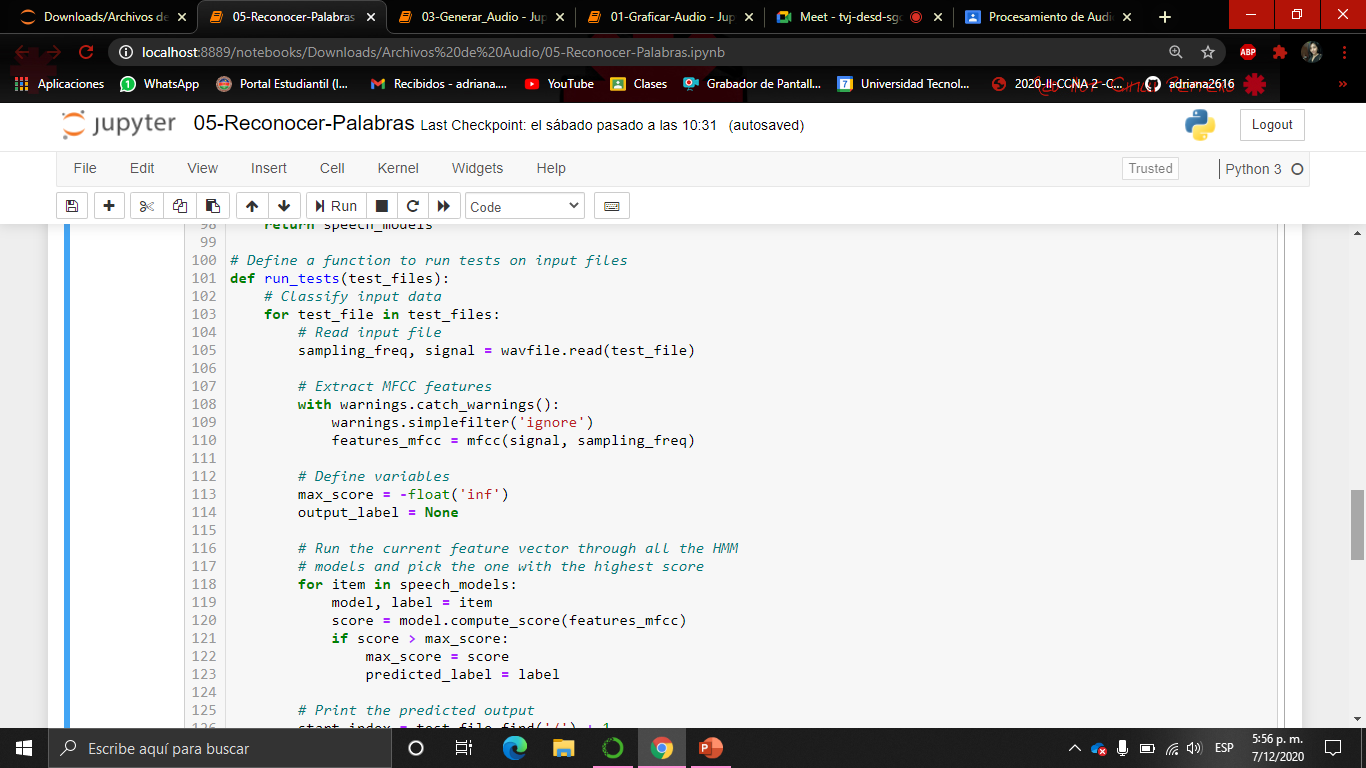 Downloads/Archivos de
05-Reconocer-Palabras
03-Generar_Audio - Jup
01-Graficar-Audio - Jup
Meet - tvj-desd-sgc
Procesamiento de Audi
localhost:8889/notebooks/Downloads/Archivos%20de%20Audio/05-Reconocer-Palabras.ipynb
ABP
Aplicaciones
WhatsApp
Portal Estudiantil (I...
Recibidos - adriana....
YouTube
Clases
Grabador de Pantall...
Universidad Tecnol...
2020-II-CCNA 2 -C...
adriana2616
»
jupyter 05-Reconocer-Palabras Last Checkpoint: el sábado pasado a las 10:31 (autosaved)
Logout
File Edit View Insert Cell Kernel Widgets Help
Trusted
Python 3
Run
Code
98 return speech_models
99
100 # Define a function to run tests on input files
101 def run_tests(test_files):
102 # Classify input data
103 for test_file in test_files:
104 # Read input file
105 sampling_freq, signal = wavfile.read(test_file)
106
107 # Extract MFCC features
108 with warnings.catch_warnings():
109 warnings.simplefilter('ignore')
110 features_mfcc = mfcc(signal, sampling_freq)
111
112 # Define variables
113 max_score = -float('inf')
114 output_label = None
115
116 # Run the current feature vector through all the HMM
117 # models and pick the one with the highest score
118 for item in speech_models:
119 model, label = item
120 score = model.compute_score(features_mfcc)
121 if score > max_score:
122 max_score = score
123 predicted_label = label
124
125 # Print the predicted output
126 start_index = test_file.find('/') + 1
Escribe aquí para buscar
ESP
5:56 p. m.
7/12/2020